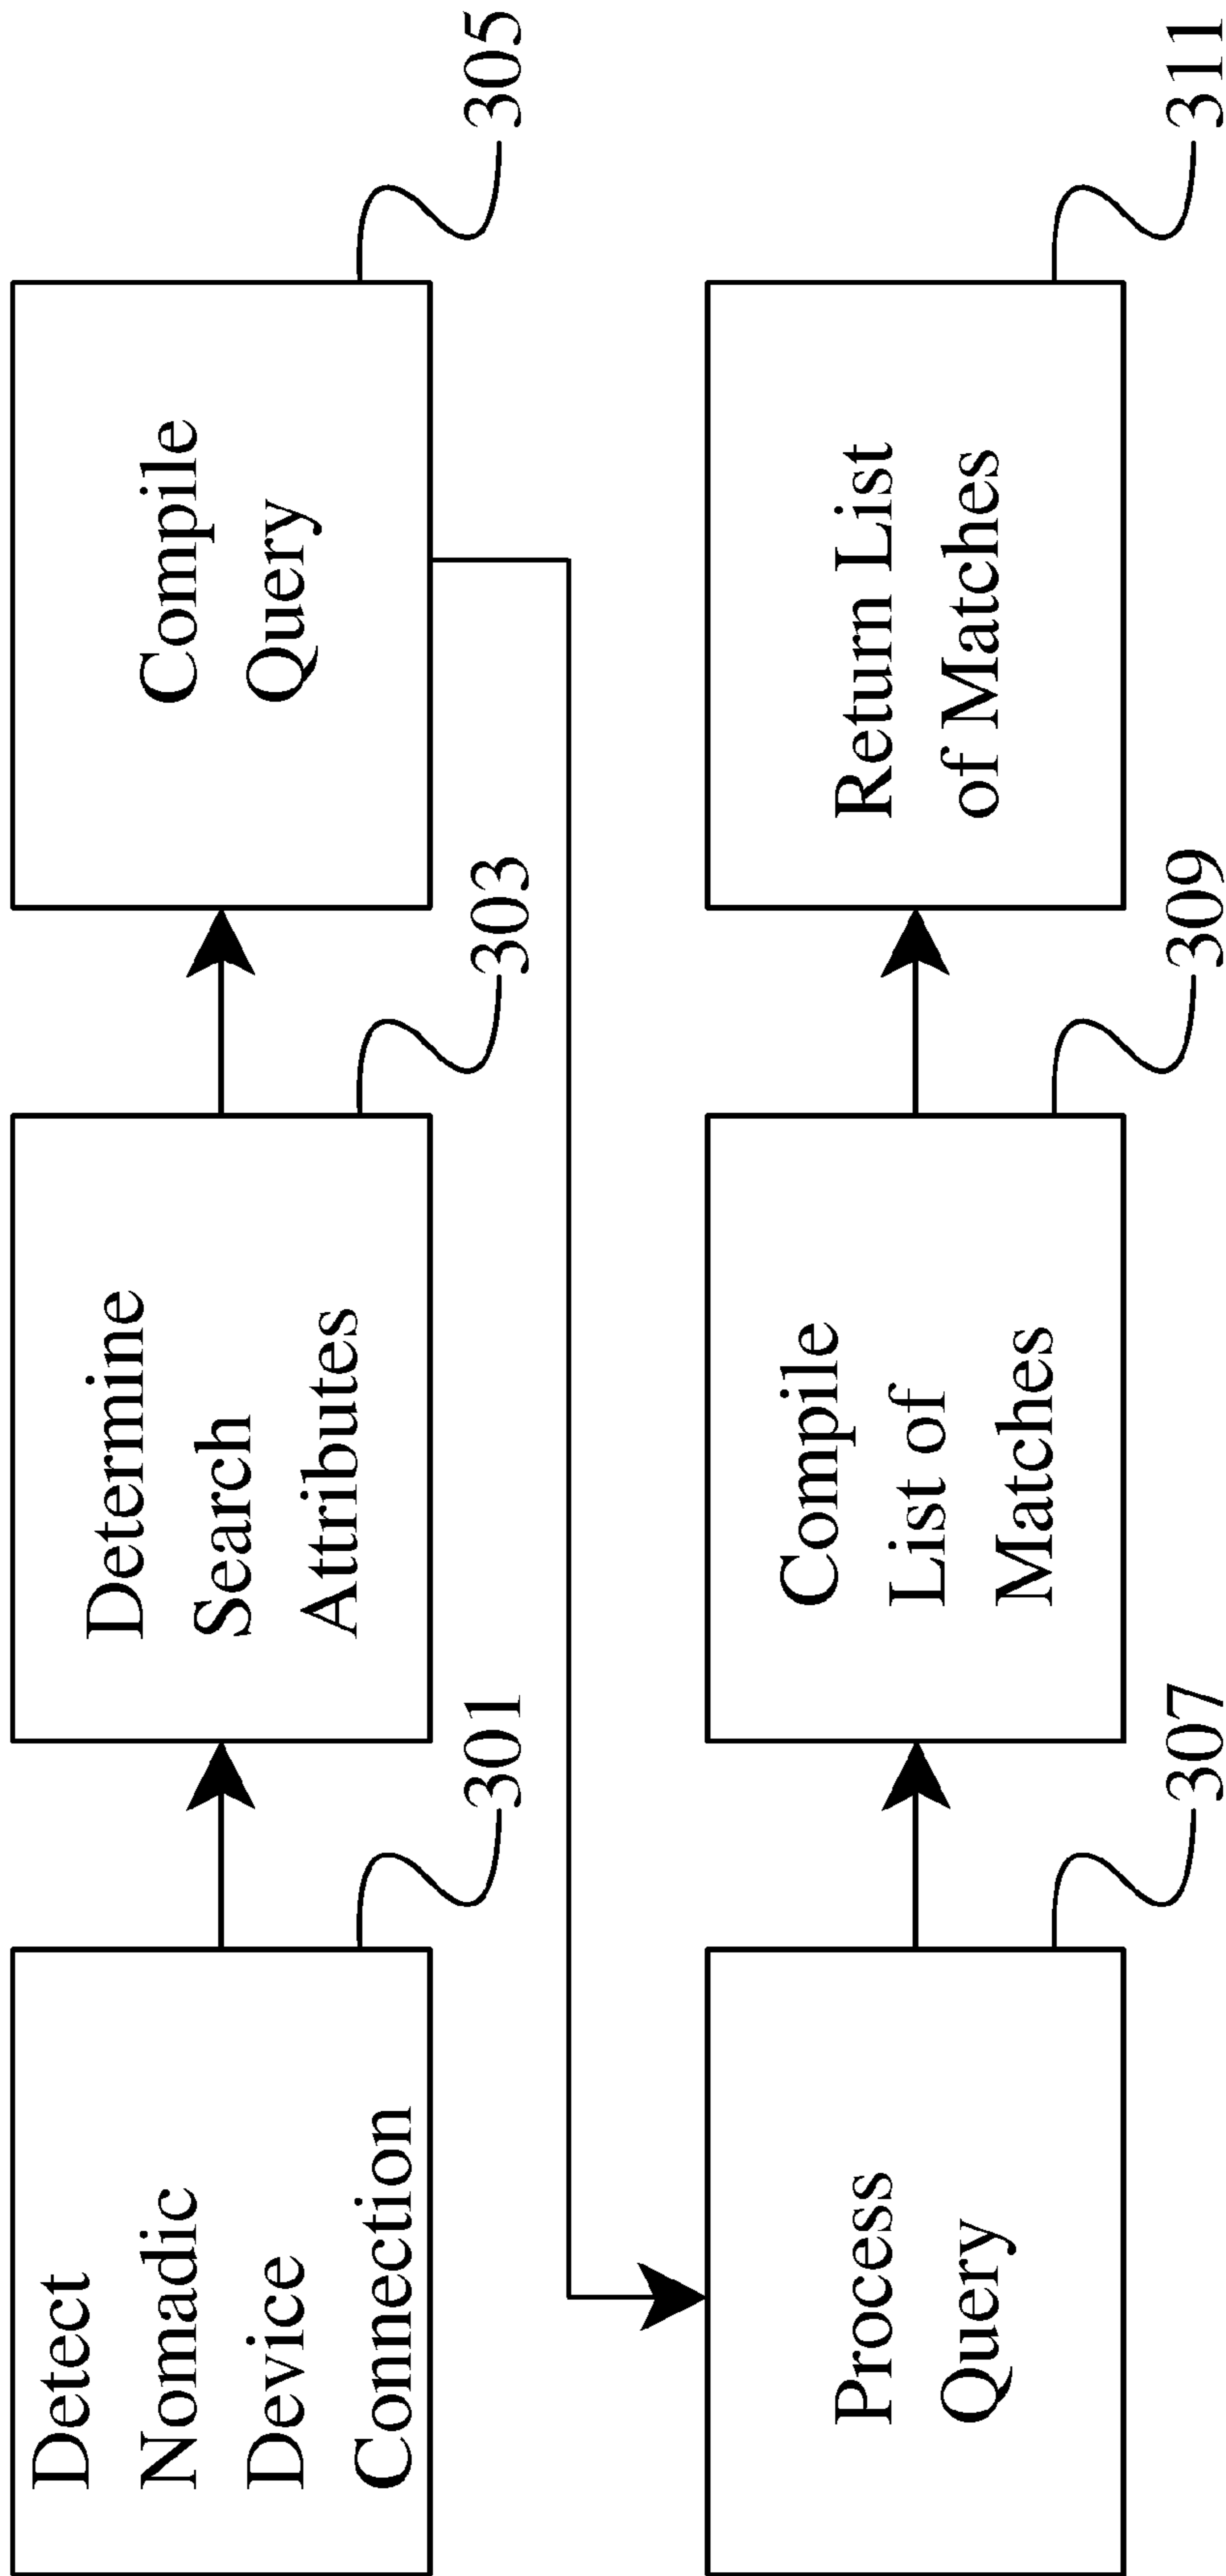 Detect
Nomadic
Device
Connection
301
Determine
Search
Attributes
303
Compile
Query
305
Process
Query
307
Compile
List of
Matches
309
Return List
of Matches
311